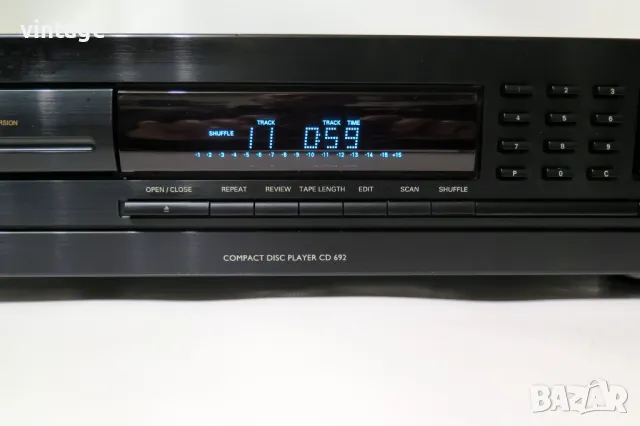 vintage
1 2 3
TRACK TRACK TIME
RSION
SHUFFLE 11 0:59
4 5 6
7 8 9
-1 -2 -3 -4 -5 -6 -7 -8 -9 -10 -11 -12 -13 -14 -15 +15
P 0 C
OPEN / CLOSE REPEAT REVIEW TAPE LENGTH EDIT SCAN SHUFFLE
COMPACT DISC PLAYER CD 692
BAZAR